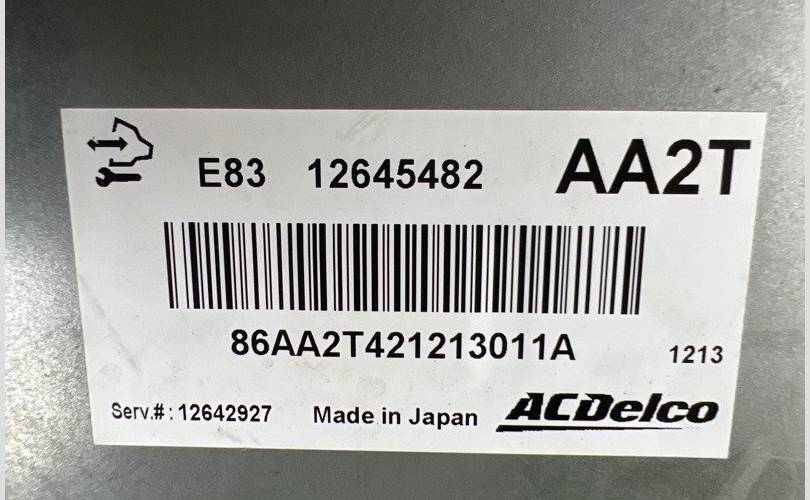 E83 12645482 AA2T
86AA2T421213011A
1213
Serv.#: 12642927 Made in Japan ACDelco